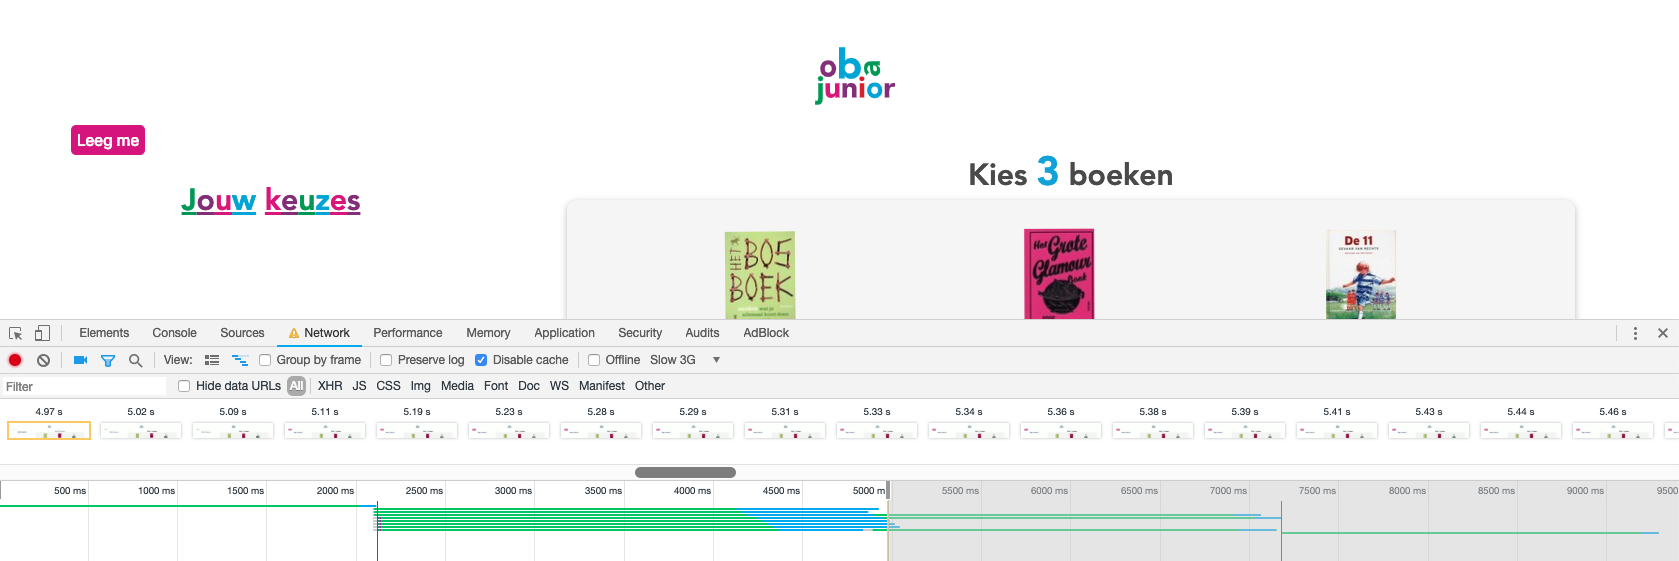 oba
junior
Leeg me
Kies 3 boeken
Jouw keuzes
HET BOS BOEK
Het Grote Glamour Boek
De 11
Elements Console Sources Network Performance Memory Application Security Audits AdBlock
View: Group by frame Preserve log Disable cache Offline Slow 3G
Filter Hide data URLs All XHR JS CSS Img Media Font Doc WS Manifest Other
4.97 s 5.02 s 5.09 s 5.11 s 5.19 s 5.23 s 5.28 s 5.29 s 5.31 s 5.33 s 5.34 s 5.36 s 5.38 s 5.39 s 5.41 s 5.43 s 5.44 s 5.46 s
500 ms 1000 ms 1500 ms 2000 ms 2500 ms 3000 ms 3500 ms 4000 ms 4500 ms 5000 m 5500 ms 6000 ms 6500 ms 7000 ms 7500 ms 8000 ms 8500 ms 9000 ms 9500